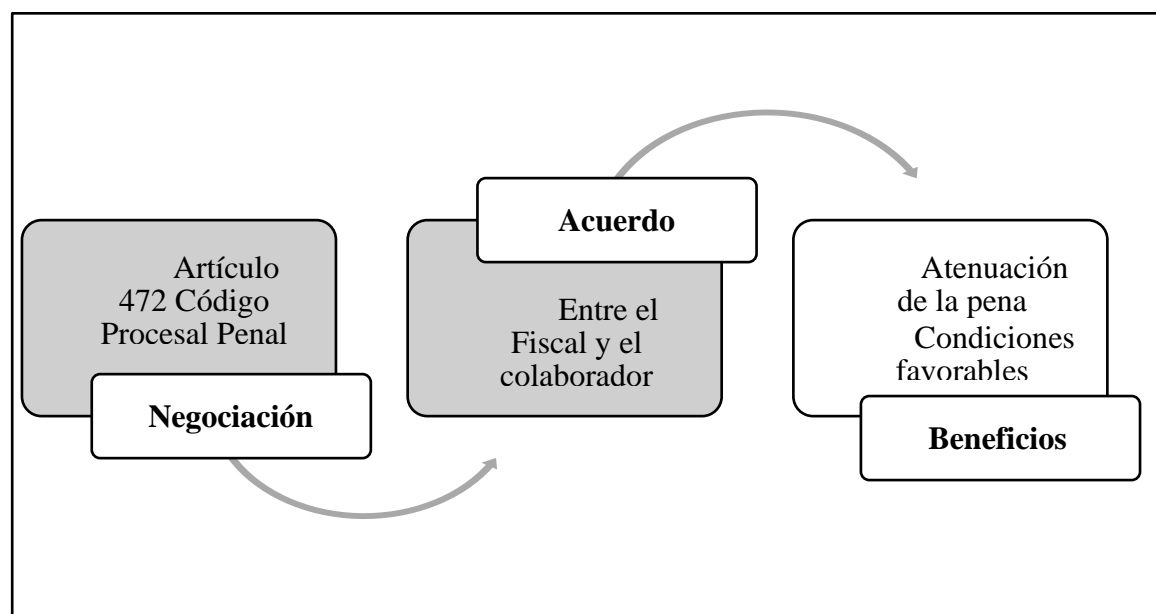 Artículo
472 Código
Procesal Penal
Negociación
Acuerdo
Entre el
Fiscal y el
colaborador
Atenuación
de la pena
Condiciones
favorables
Beneficios